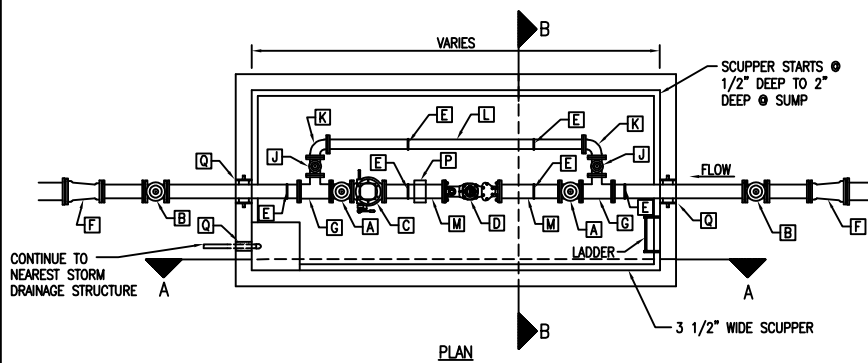 B
VARIES
SCUPPER STARTS @
1/2" DEEP TO 2"
DEEP @ SUMP
K
E
L
E
K
Q
J
E
P
E
J
FLOW
F
B
E
G
A
C
M
D
M
A
G
E
Q
B
F
Q
LADDER
CONTINUE TO
NEAREST STORM
DRAINAGE STRUCTURE
A
A
B
3 1/2" WIDE SCUPPER
PLAN